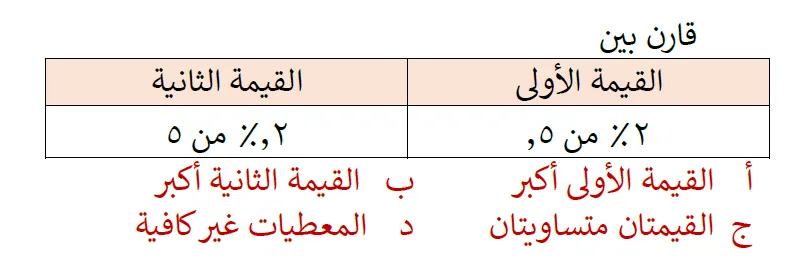 قارن بين
القيمة الأولى القيمة الثانية
٢٪ من ٥, ٢,٪ من ٥
أ القيمة الأولى أكبر ب القيمة الثانية أكبر
ج القيمتان متساويتان د المعطيات غير كافية